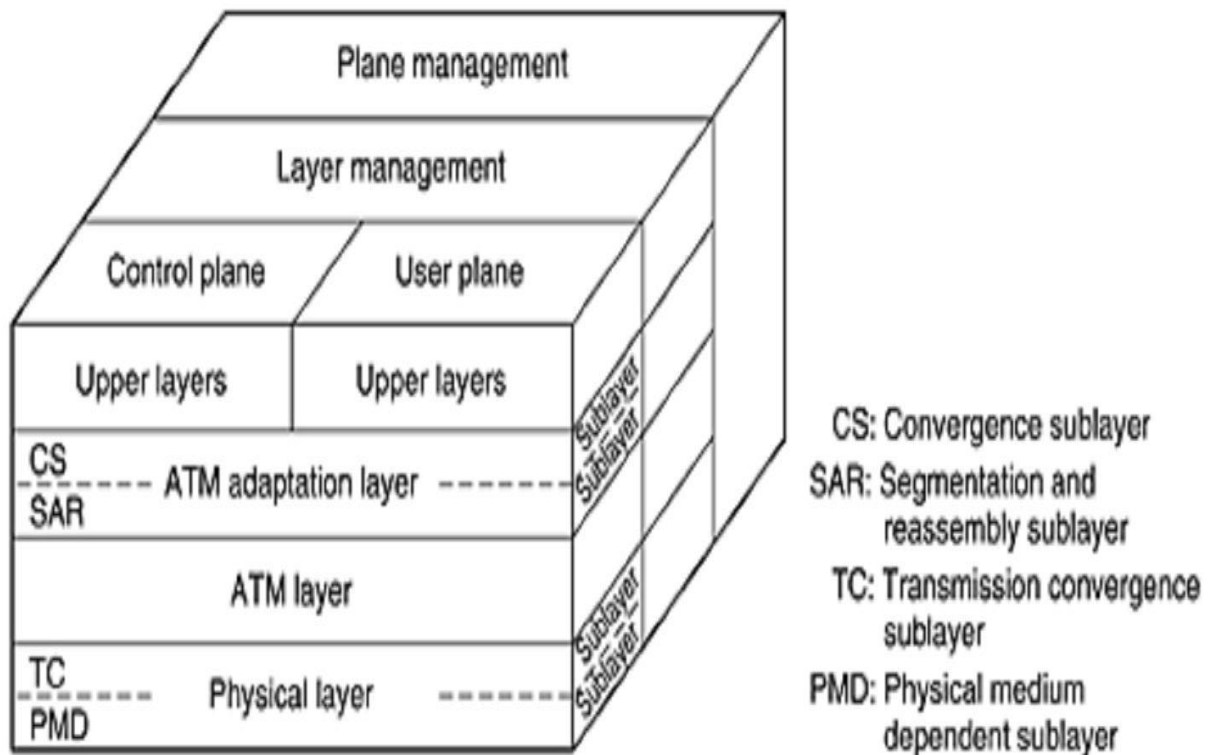 Plane management
Layer management
Control plane
User plane
Upper layers
Upper layers
Sublayer
Sublayer
CS
ATM adaptation layer
SAR
ATM layer
Sublayer
Sublayer
TC
Physical layer
PMD
CS: Convergence sublayer
SAR: Segmentation and
reassembly sublayer
TC: Transmission convergence
sublayer
PMD: Physical medium
dependent sublayer